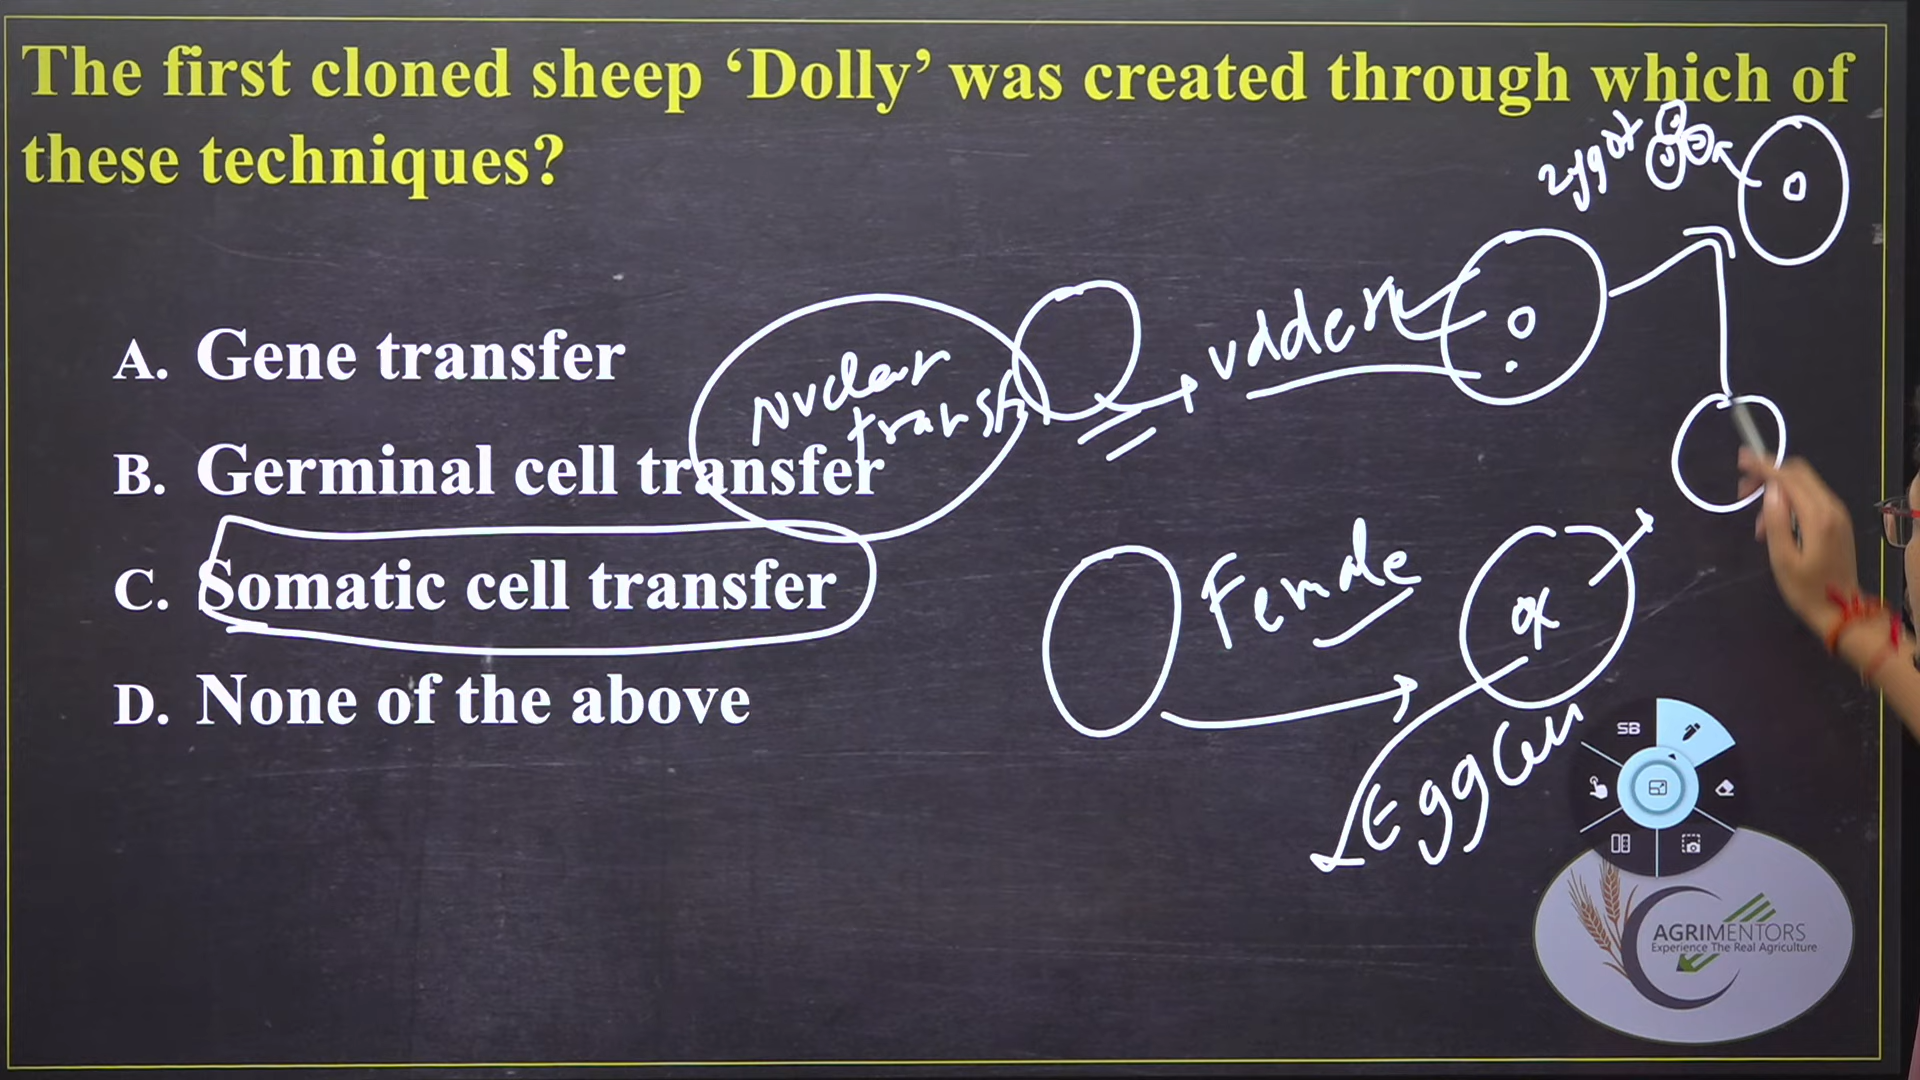 The first cloned sheep ‘Dolly’ was created through which of
these techniques?
zygot
A. Gene transfer
Nuclear
transf
udder
B. Germinal cell transfer
C. Somatic cell transfer
Female
D. None of the above
Egg Cell
SB
AGRIMENTORS
Experience The Real Agriculture